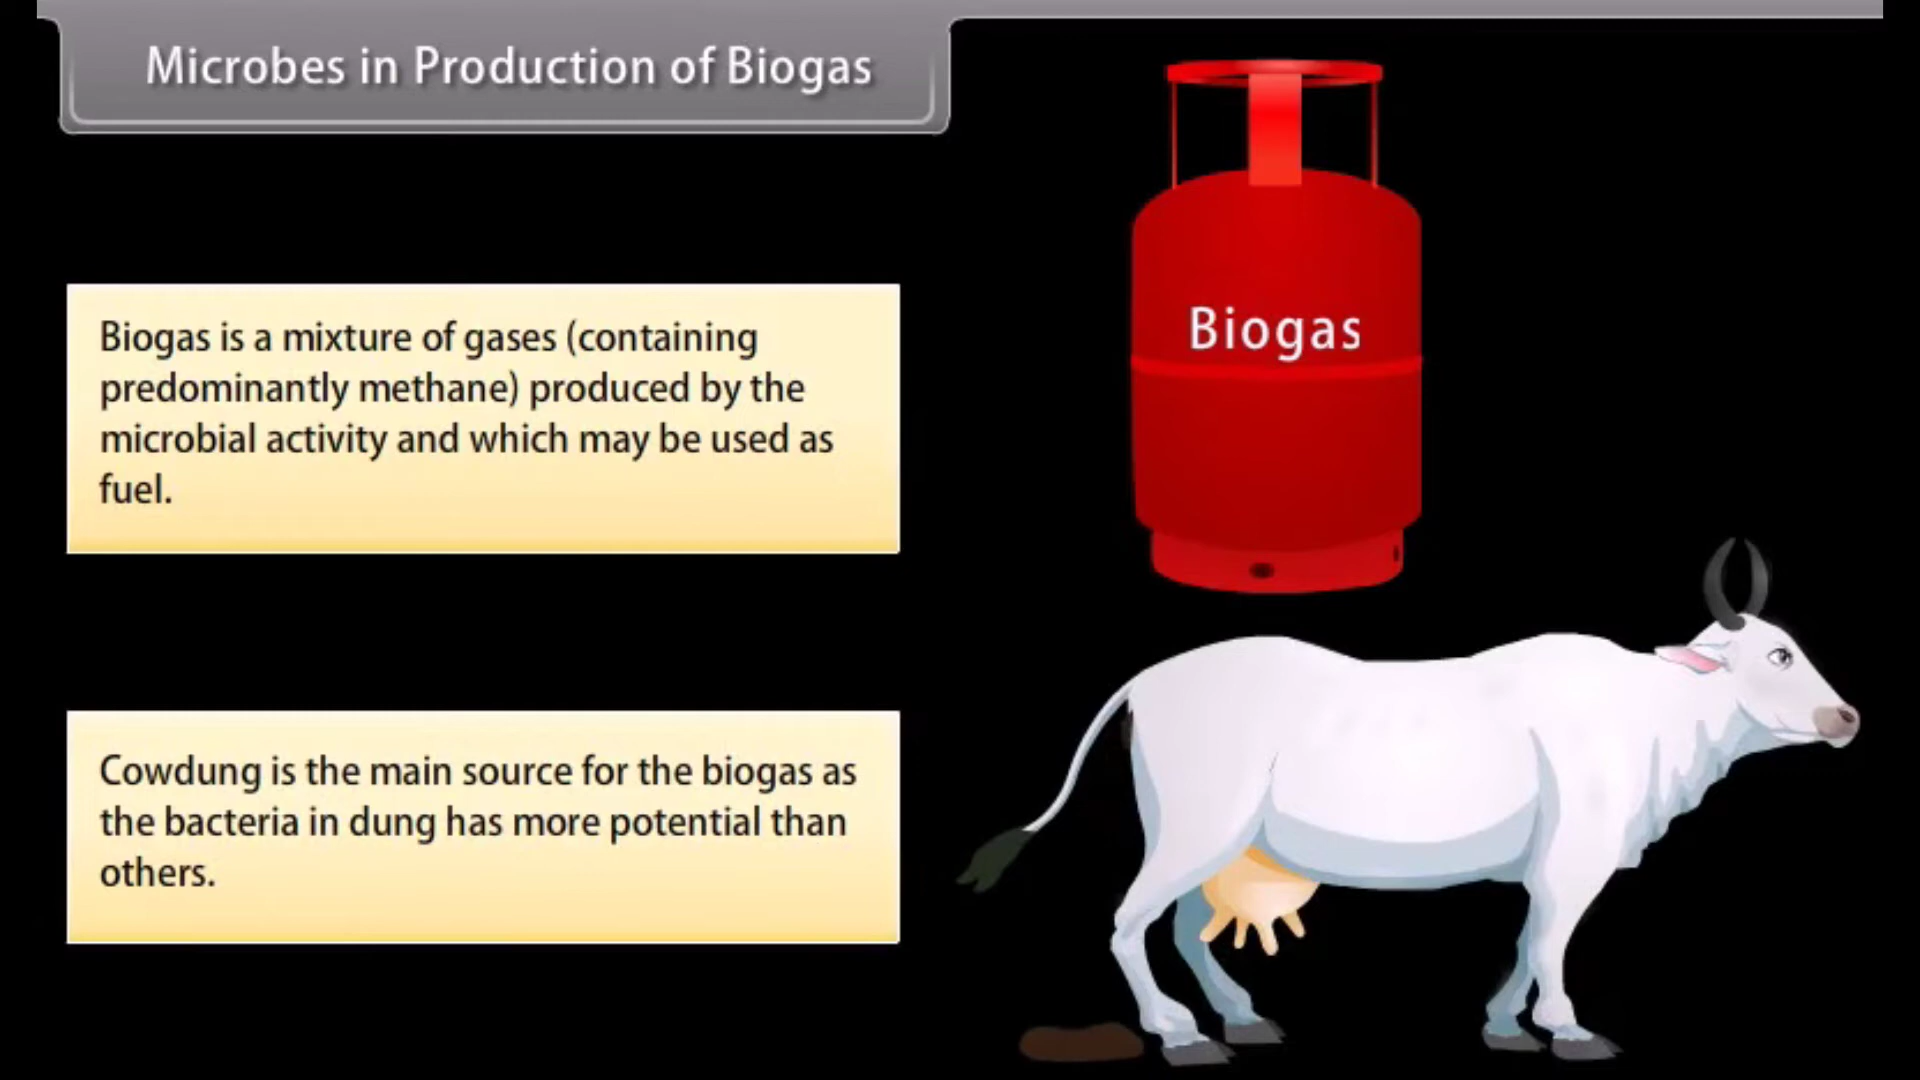 Microbes in Production of Biogas
Biogas is a mixture of gases (containing
predominantly methane) produced by the
microbial activity and which may be used as
fuel.
Biogas
Cowdung is the main source for the biogas as
the bacteria in dung has more potential than
others.